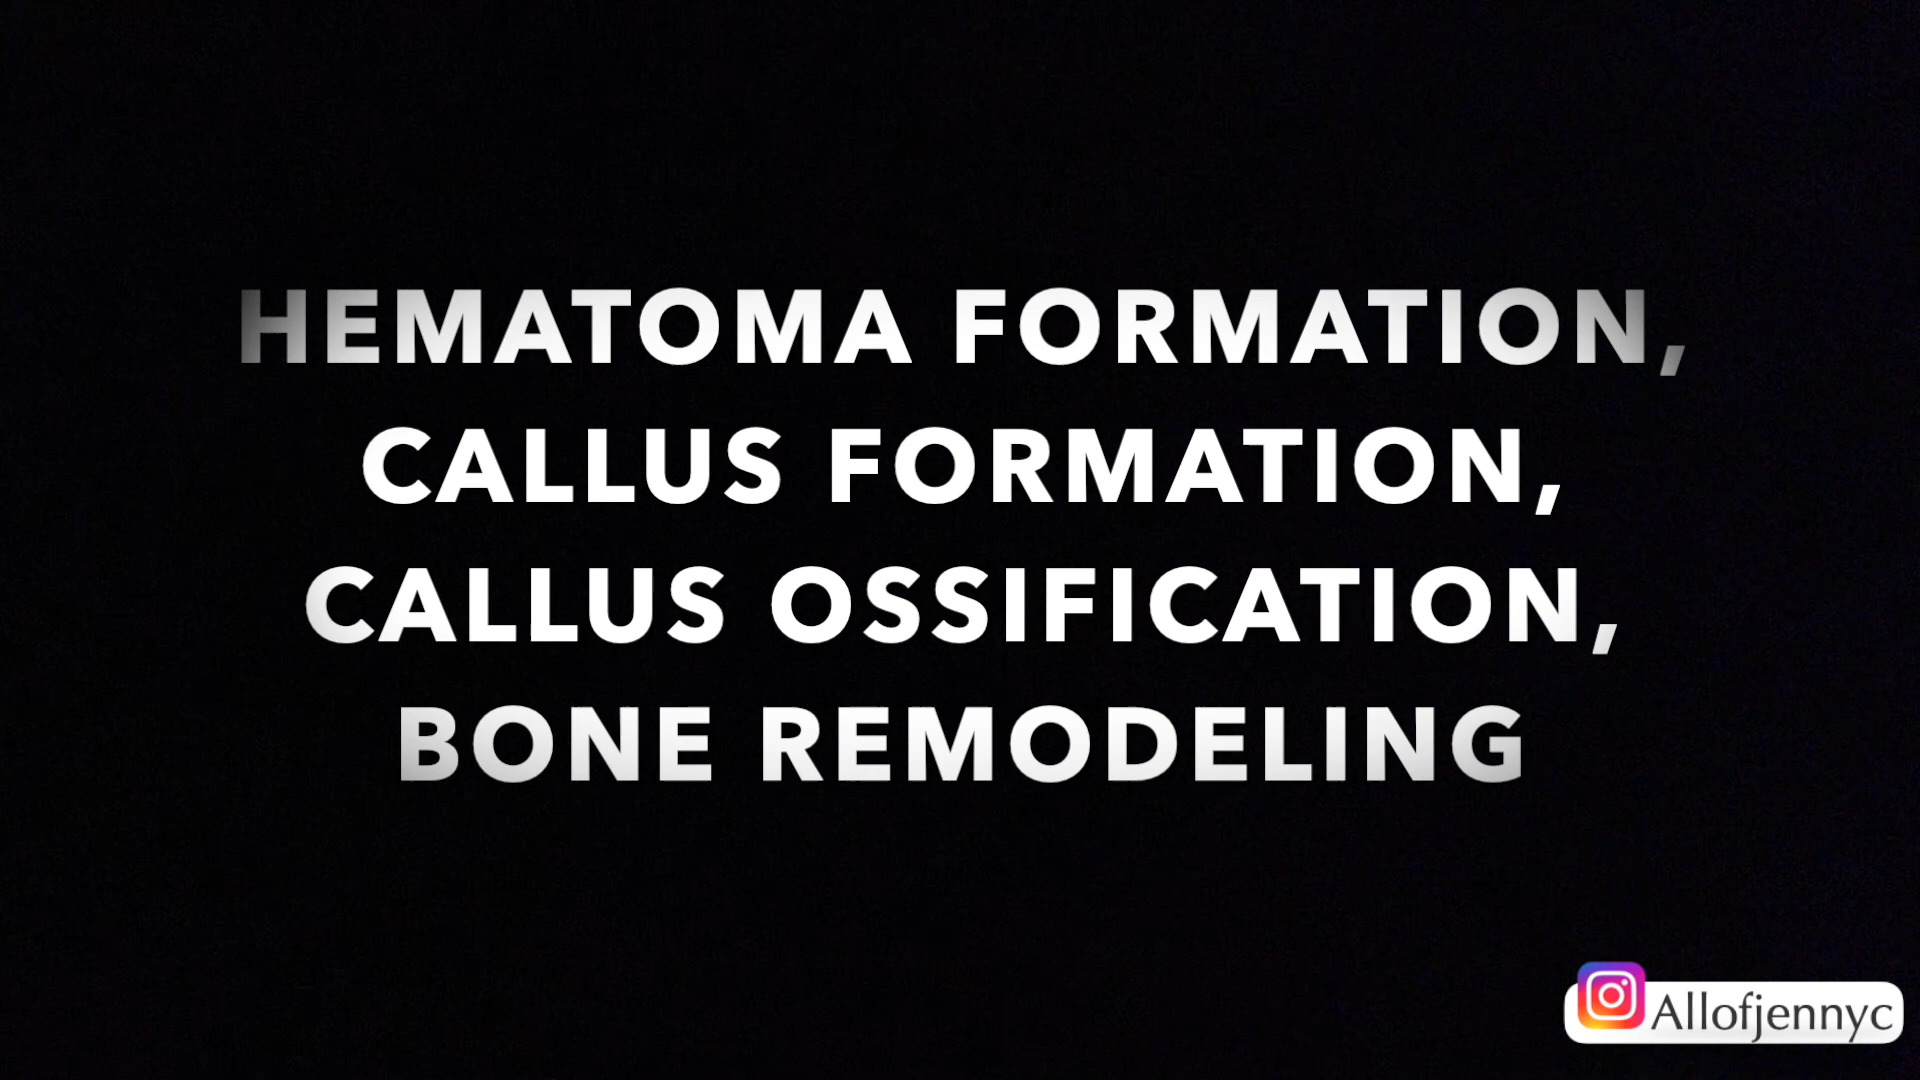 HEMATOMA FORMATION,
CALLUS FORMATION,
CALLUS OSSIFICATION,
BONE REMODELING
Allofjennyc